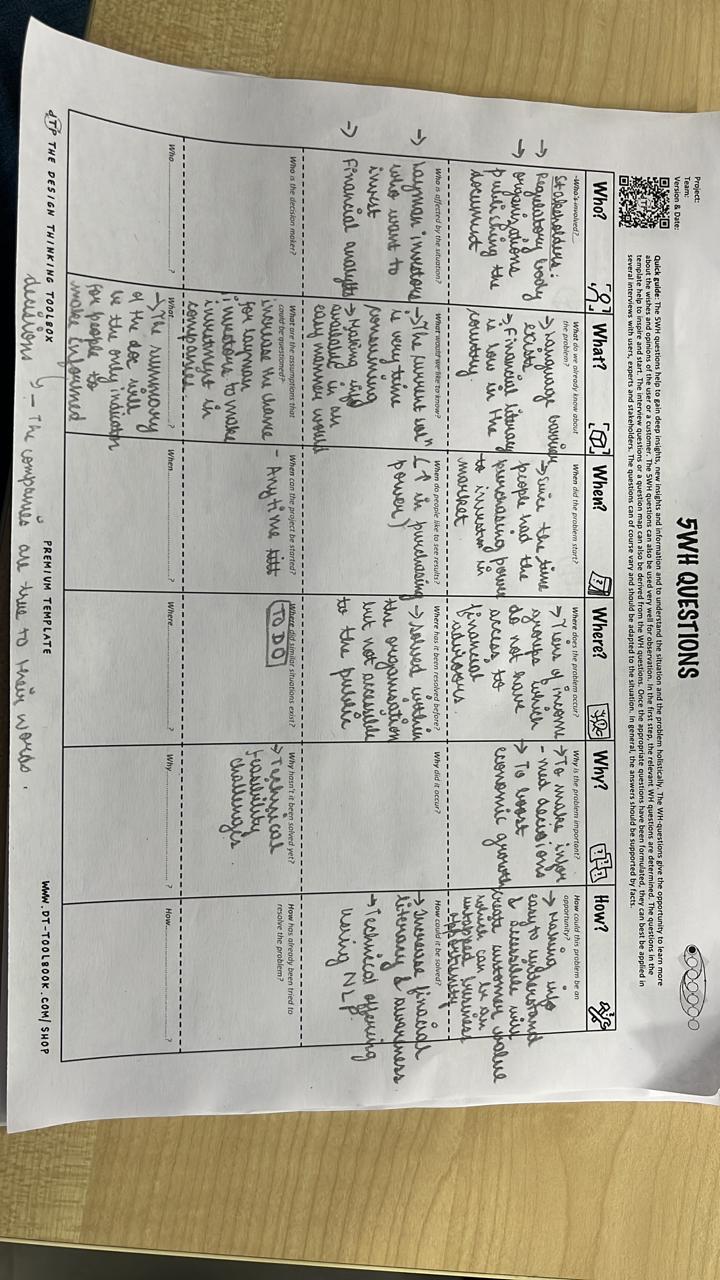 Project:
Team:
Version & Date:
5WH QUESTIONS
Quick guide: The 5WH questions help to gain deep insights, new insights and information and to understand the situation and the problem holistically. The WH-questions give the opportunity to learn more
about the wishes and opinions of the user or a customer. The 5WH questions can also be used very well for observation. In the first step, the relevant WH questions are determined. The questions in the
template help to inspire and start. The interview questions or a question map can also be derived from the WH questions. Once the appropriate questions have been formulated, they can best be applied in
several interviews with users, experts and stakeholders. The questions can of course vary and should be adapted to the situation. In general, the answers should be supported by facts.
Who?
Who's involved?
Stakeholders:
→ Regulatory body
→ organizations
publishing the
document
Who is affected by the situation?
→ Layman investors
who want to
invest
→ Financial analysts
Who is the decision maker?
Who ?
What?
What do we already know about
the problem?
→ Language barrier
exists
→ Financial literacy
is low in the
country.
What would we like to know?
→ The current solⁿ
is very time
consuming
→ Making info
available in an
easy manner would
What are the assumptions that
could be questioned?
increase the chance
for layman
investors to make
investment in
companies.
What ?
→ The summary
of the doc will
be the only indicator
for people to
make informed
decisions
– The companies are true to their words.
When?
When did the problem start?
→ Since the time
people had the
purchasing power
to invest in
market
When do people like to see results?
(↑ in purchasing
power)
When can the project be started?
- Anytime
When ?
Where?
Where does the problem occur?
→ Tiers of income
groups which
do not have
access to
financial
advisors.
Where has it been resolved before?
→ solved within
the organisation
but not accessible
to the public
Where did similar situations exist?
TO DO
Where ?
Why?
Why is the problem important?
→ To make infor
- med decisions
→ To boost
economic growth
Why did it occur?
Why hasn't it been solved yet?
→ Technical
feasibility
challenges
Why ?
How?
How could this problem be an
opportunity?
→ Making info
easy to understand
& accessible will
create customer value
which can be an
untapped business
opportunity
How could it be solved?
→ Increase finacial
literacy & awareness
→ Technical offering
using NLP.
How has already been tried to
resolve the problem?
How ?
dTP THE DESIGN THINKING TOOLBOX
PREMIUM TEMPLATE
WWW.DT-TOOLBOOK.COM/SHOP